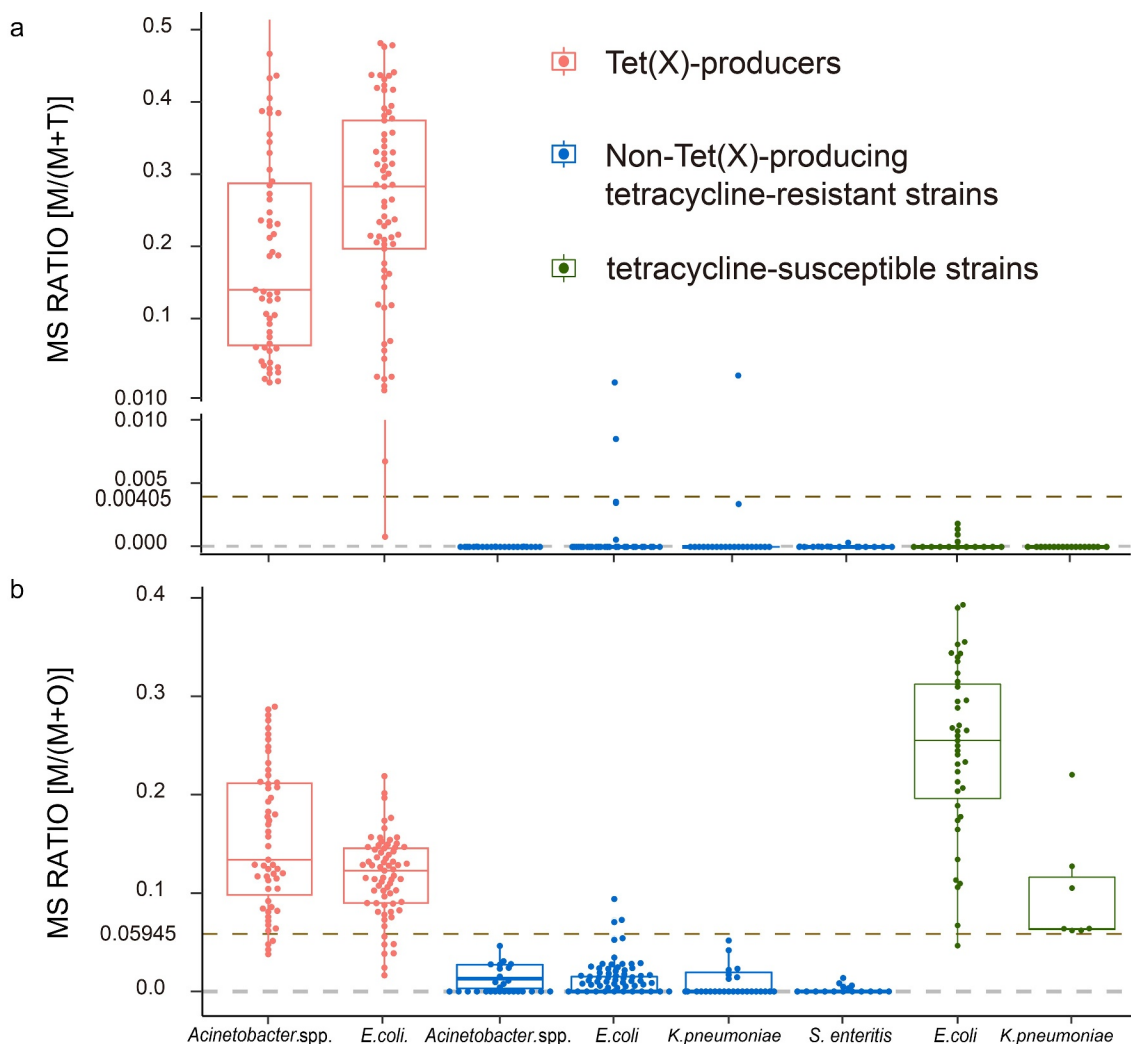 a
MS RATIO [M/(M+T)]
0.5
0.4
0.3
0.2
0.1
0.010
0.010
0.005
0.00405
0.000
Tet(X)-producers
Non-Tet(X)-producing
tetracycline-resistant strains
tetracycline-susceptible strains
b
MS RATIO [M/(M+O)]
0.4
0.3
0.2
0.1
0.05945
0.0
Acinetobacter.spp.
E.coli.
Acinetobacter.spp.
E.coli
K.pneumoniae
S. enteritis
E.coli
K.pneumoniae